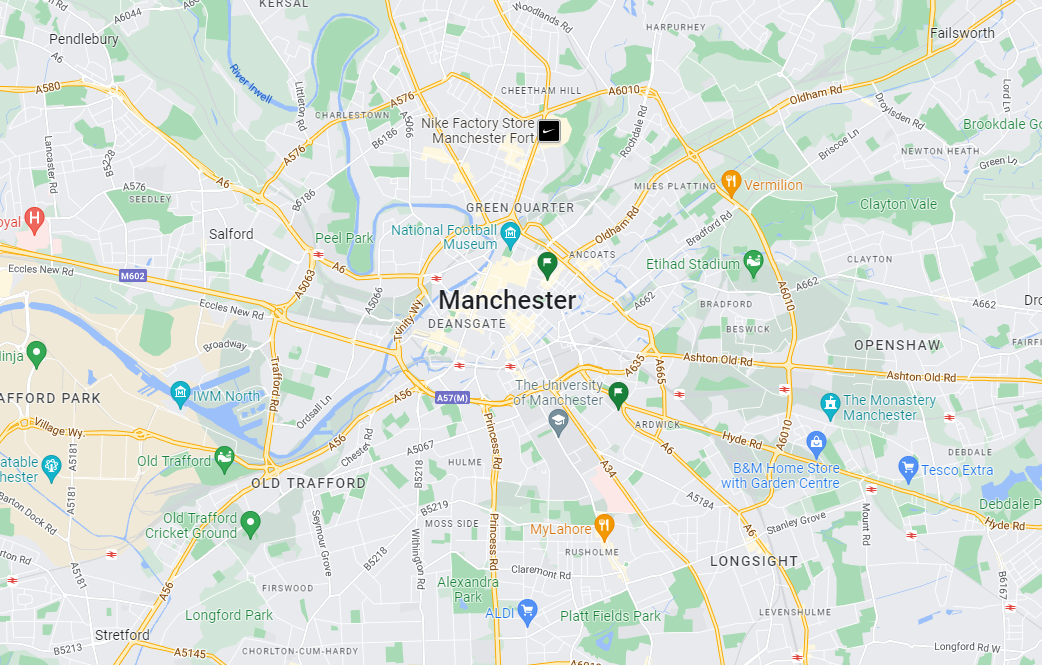 KERSAL
A6044
Woodlands Rd
HARPURHEY
Pendlebury
Failsworth
A6
River Irwell
A580
A576
CHEETHAM HILL
A6010
Oldham Rd
Littleton Rd
Lord Ln
CHARLESTOWN
A6066
Droylsden Rd
Nike Factory Store
Manchester Fort
Rochdale Rd
Brookdale Go
B6186
Briscoe Ln
Lancaster Rd
B5228
A576
NEWTON HEATH
Green Ln
A576
A6
MILES PLATTING
Vermilion
SEEDLEY
B6186
GREEN QUARTER
Clayton Vale
oyal
Oldham Rd
Bradford Rd
Salford
Peel Park
National Football
Museum
ANCOATS
Etihad Stadium
CLAYTON
Eccles New Rd
M602
A6
A5063
A6010
A5066
Manchester
A662
BRADFORD
A662
Dro
Eccles New Rd
Trinity Wy
DEANSGATE
BESWICK
Broadway
OPENSHAW
FAIRFI
inja
A635
A665
Ashton Old Rd
Ashton Old Rd
Trafford Rd
The University
of Manchester
IWM North
A56
A57(M)
The Monastery
Manchester
AFFORD PARK
Ordsall Ln
Princess Rd
ARDWICK
Village Wy.
A56
Chester Rd
A5067
Hyde Rd
A6010
A6
A5181
Old Trafford
HULME
DEBDALE
atable
hester
B5218
A34
B&M Home Store
with Garden Centre
Tesco Extra
OLD TRAFFORD
A5181
Barton Dock Rd
B5219
A5184
Debdale P
Old Trafford
Cricket Ground
Seymour Grove
MOSS SIDE
Princess Rd
MyLahore
Stanley Grove
Mount Rd
Hyde Rd
rton Rd
Withington Rd
B5218
RUSHOLME
A5181
Claremont Rd
LONGSIGHT
FIRSWOOD
Alexandra
Park
B6167
A56
Longford Park
ALDI
Platt Fields Park
LEVENSHULME
Stretford
B5213
A5145
CHORLTON-CUM-HARDY
A6010
Longford Rd W